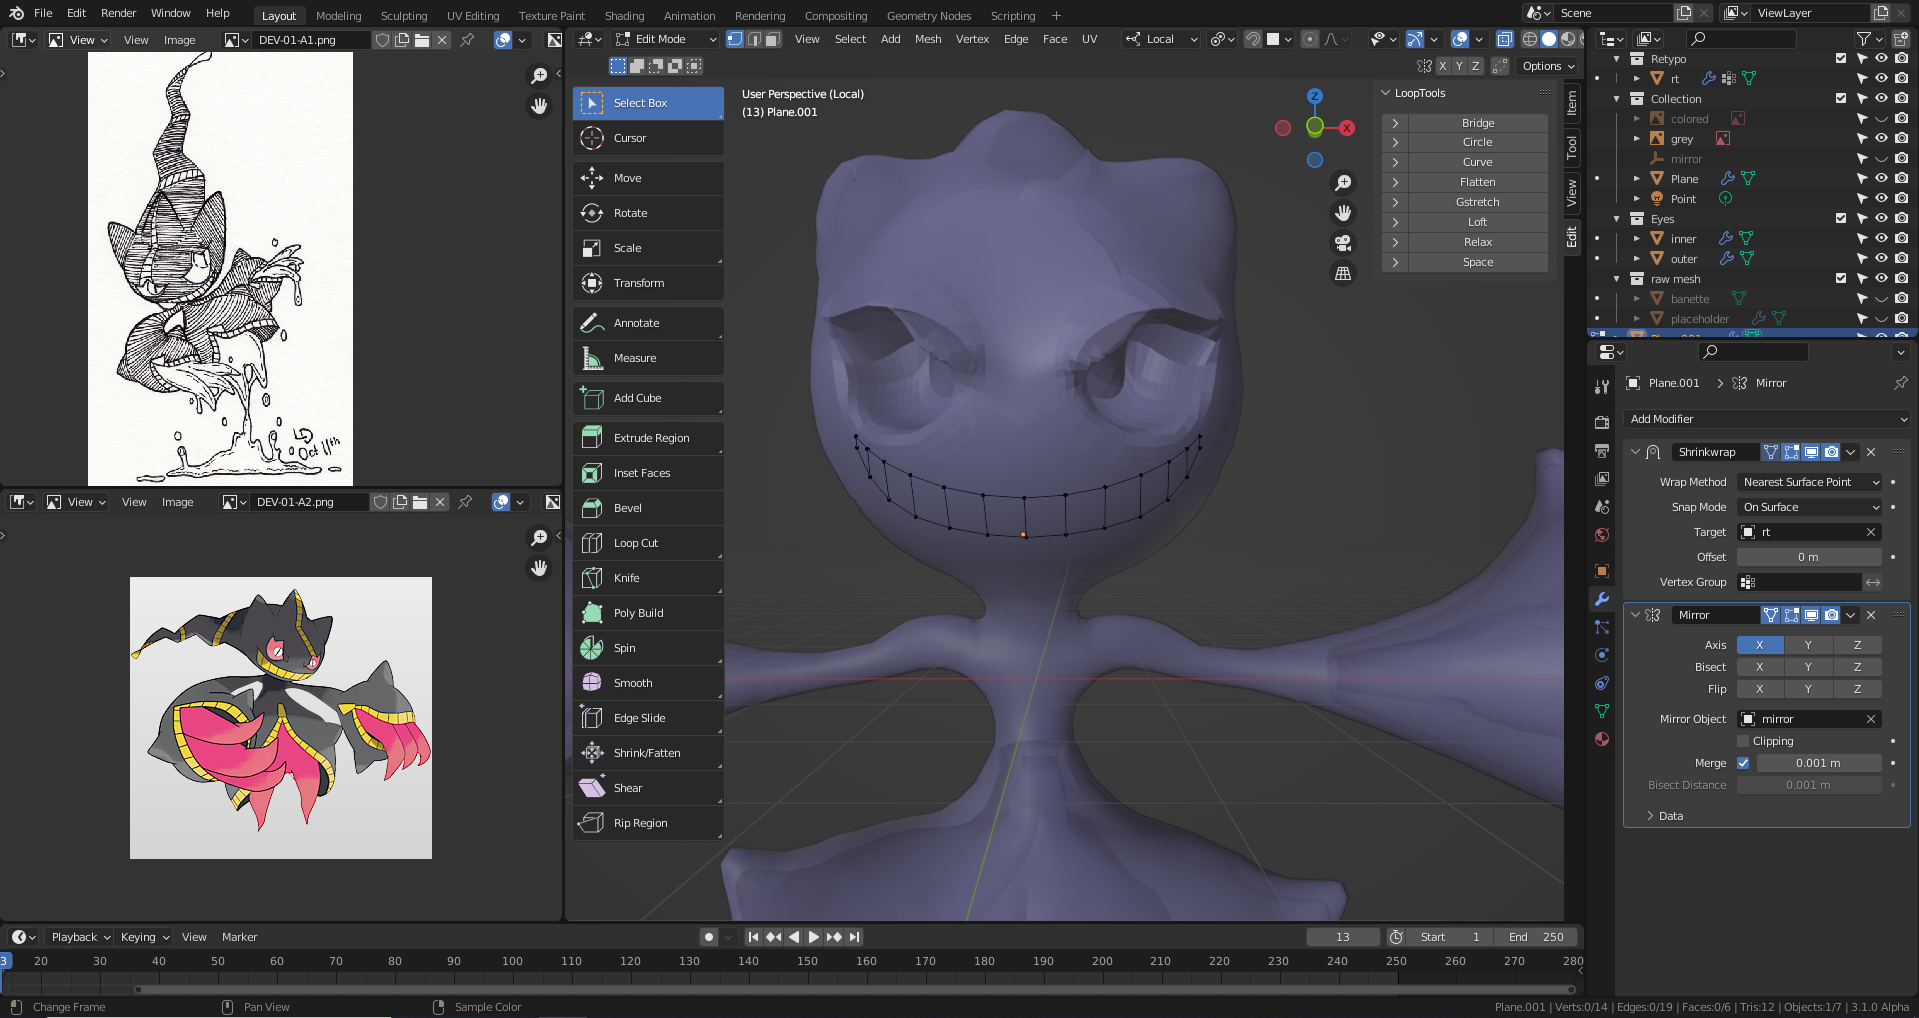 File Edit Render Window Help Layout Modeling Sculpting UV Editing Texture Paint Shading Animation Rendering Compositing Geometry Nodes Scripting + Scene ViewLayer
View View Image DEV-01-A1.png
Edit Mode View Select Add Mesh Vertex Edge Face UV Local
X Y Z Options
Oct 11th
View View Image DEV-01-A2.png
Select Box
Cursor
Move
Rotate
Scale
Transform
Annotate
Measure
Add Cube
Extrude Region
Inset Faces
Bevel
Loop Cut
Knife
Poly Build
Spin
Smooth
Edge Slide
Shrink/Fatten
Shear
Rip Region
User Perspective (Local)
(13) Plane.001
Z
X
LoopTools
Bridge
Circle
Curve
Flatten
Gstretch
Loft
Relax
Space
Item
Tool
View
Edit
Retypo
rt
Collection
colored
grey
mirror
Plane
Point
Eyes
inner
outer
raw mesh
banette
placeholder
Plane.001
Plane.001 Mirror
Add Modifier
Shrinkwrap
Wrap Method Nearest Surface Point
Snap Mode On Surface
Target rt
Offset 0 m
Vertex Group
Mirror
Axis X Y Z
Bisect X Y Z
Flip X Y Z
Mirror Object mirror
Clipping
Merge 0.001 m
Bisect Distance 0.001 m
Data
Playback Keying View Marker 13 Start 1 End 250
3 20 30 40 50 60 70 80 90 100 110 120 130 140 150 160 170 180 190 200 210 220 230 240 250 260 270 280
Change Frame Pan View Sample Color Plane.001 | Verts:0/14 | Edges:0/19 | Faces:0/6 | Tris:12 | Objects:1/7 | 3.1.0 Alpha